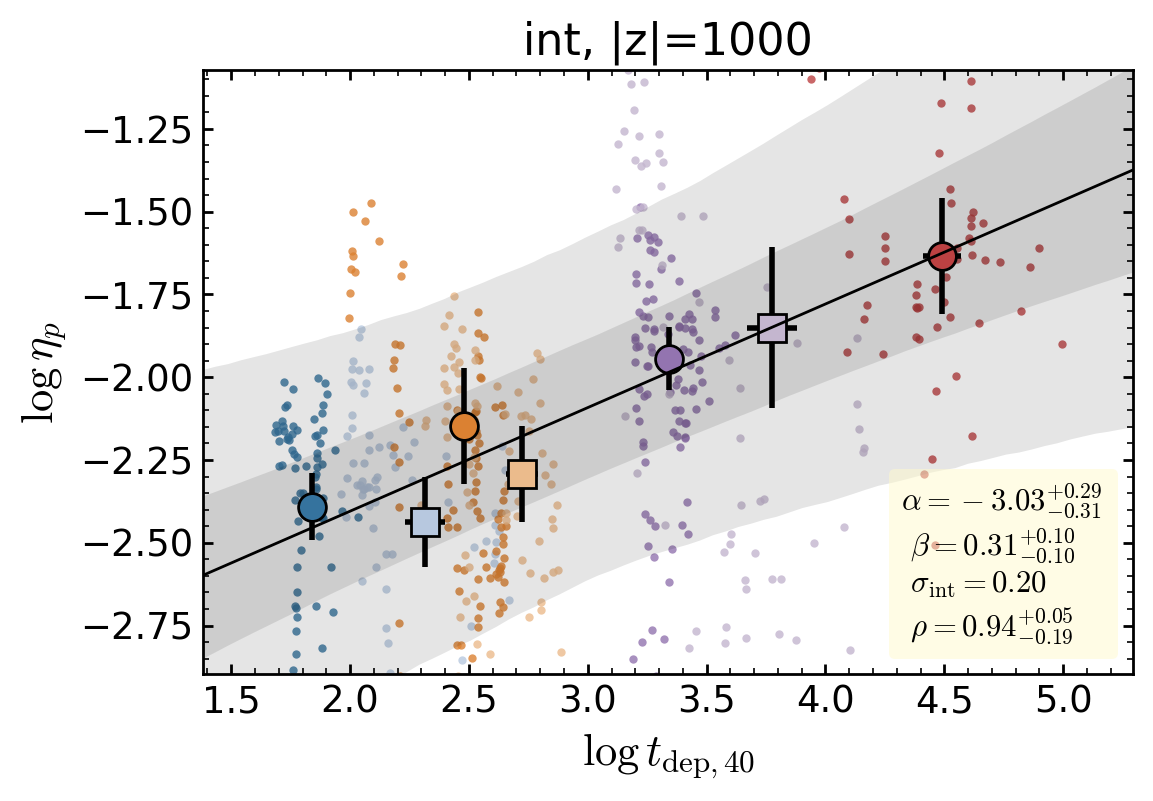 int, |z|=1000
−1.25
−1.50
−1.75
−2.00
−2.25
−2.50
−2.75
log η_p
α = −3.03^{+0.29}_{−0.31}
β = 0.31^{+0.10}_{−0.10}
σ_int = 0.20
ρ = 0.94^{+0.05}_{−0.19}
1.5 2.0 2.5 3.0 3.5 4.0 4.5 5.0
log t_{dep, 40}